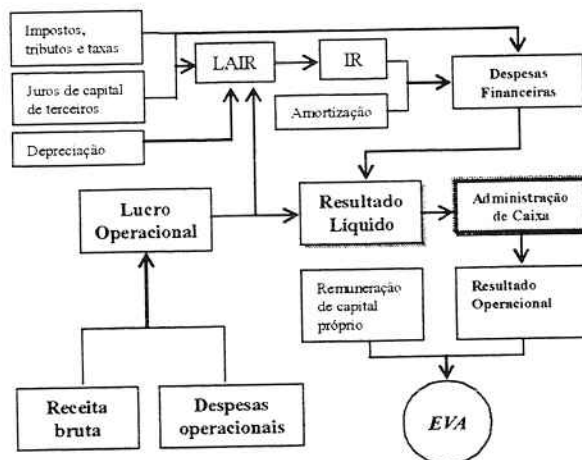 Impostos,
tributos e taxas
Juros de capital
de terceiros
Depreciação
LAIR
IR
Amortização
Despesas
Financeiras
Lucro
Operacional
Resultado
Líquido
Administração
de Caixa
Remuneração
de capital
próprio
Resultado
Operacional
Receita
bruta
Despesas
operacionais
EVA